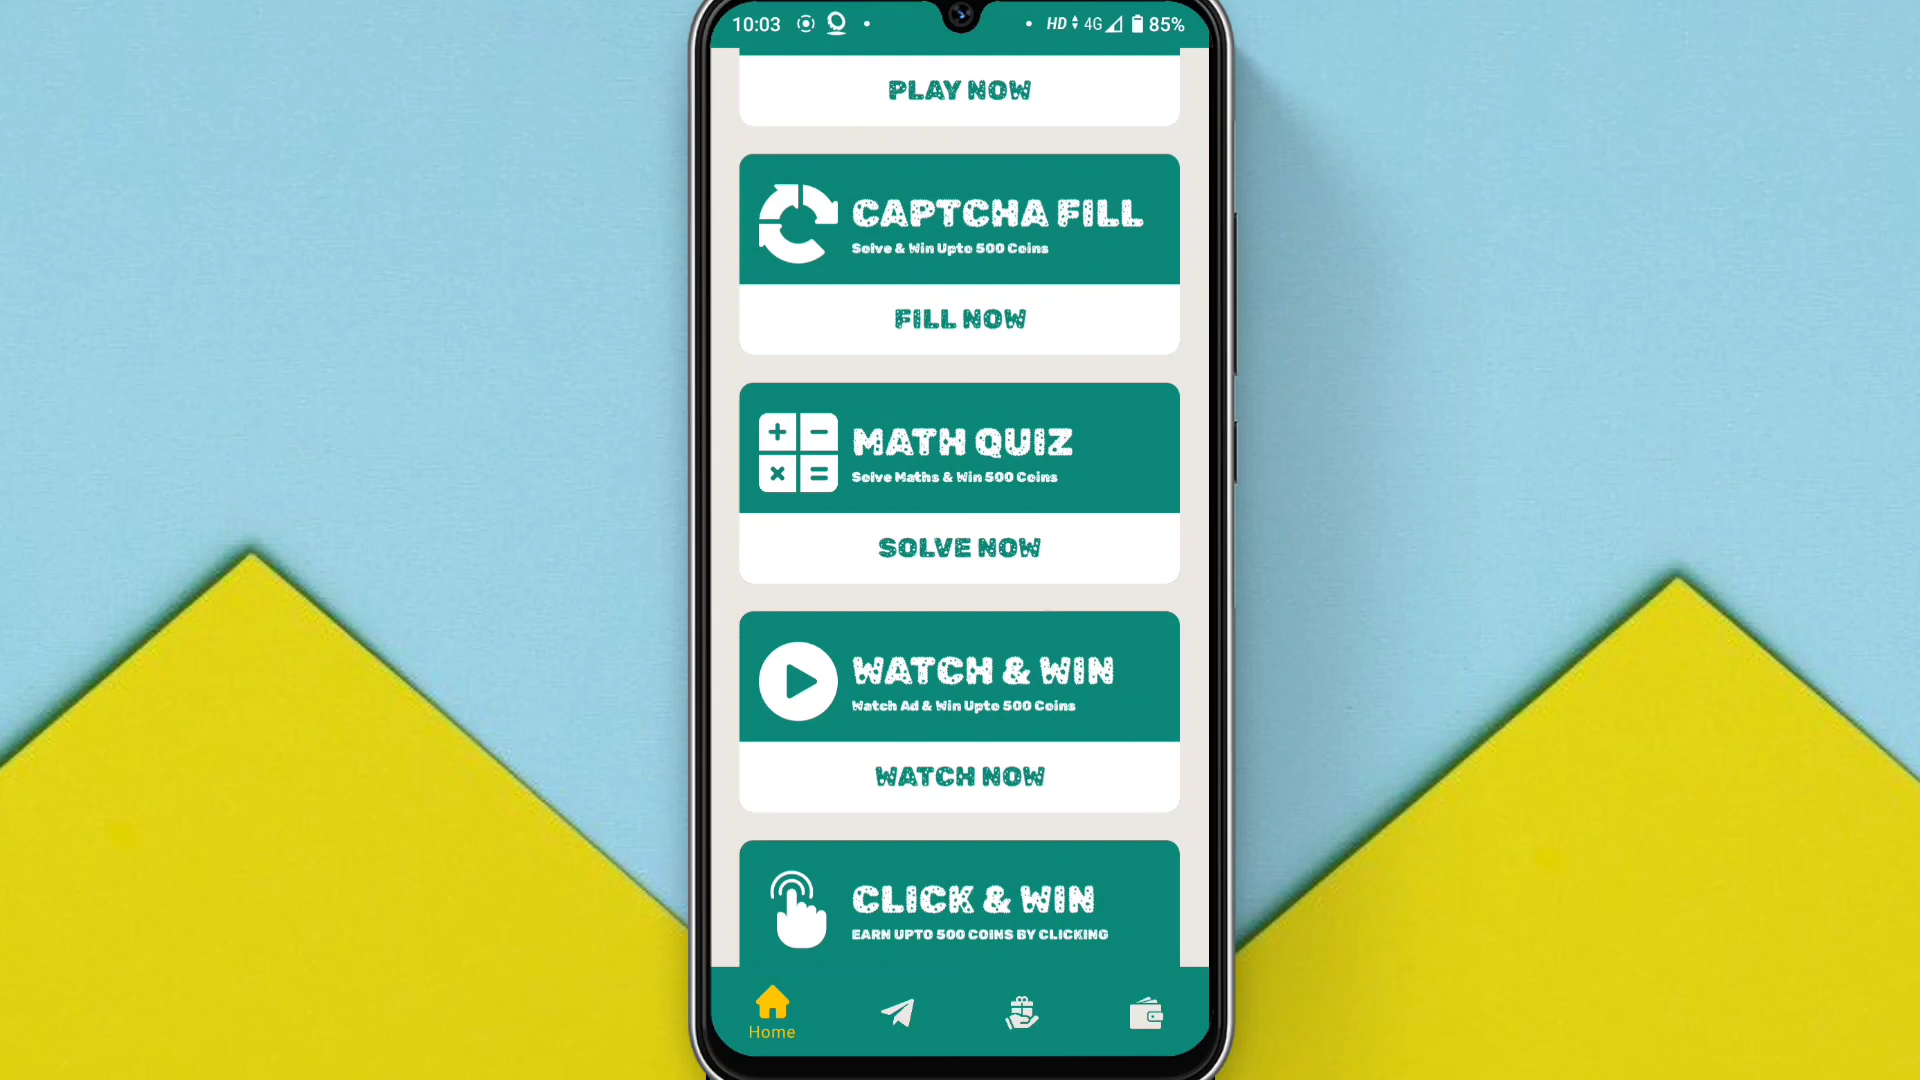 10:03 HD 4G 85%
PLAY NOW
CAPTCHA FILL
Solve & Win Upto 500 Coins
FILL NOW
MATH QUIZ
Solve Maths & Win 500 Coins
SOLVE NOW
WATCH & WIN
Watch Ad & Win Upto 500 Coins
WATCH NOW
CLICK & WIN
EARN UPTO 500 COINS BY CLICKING
Home